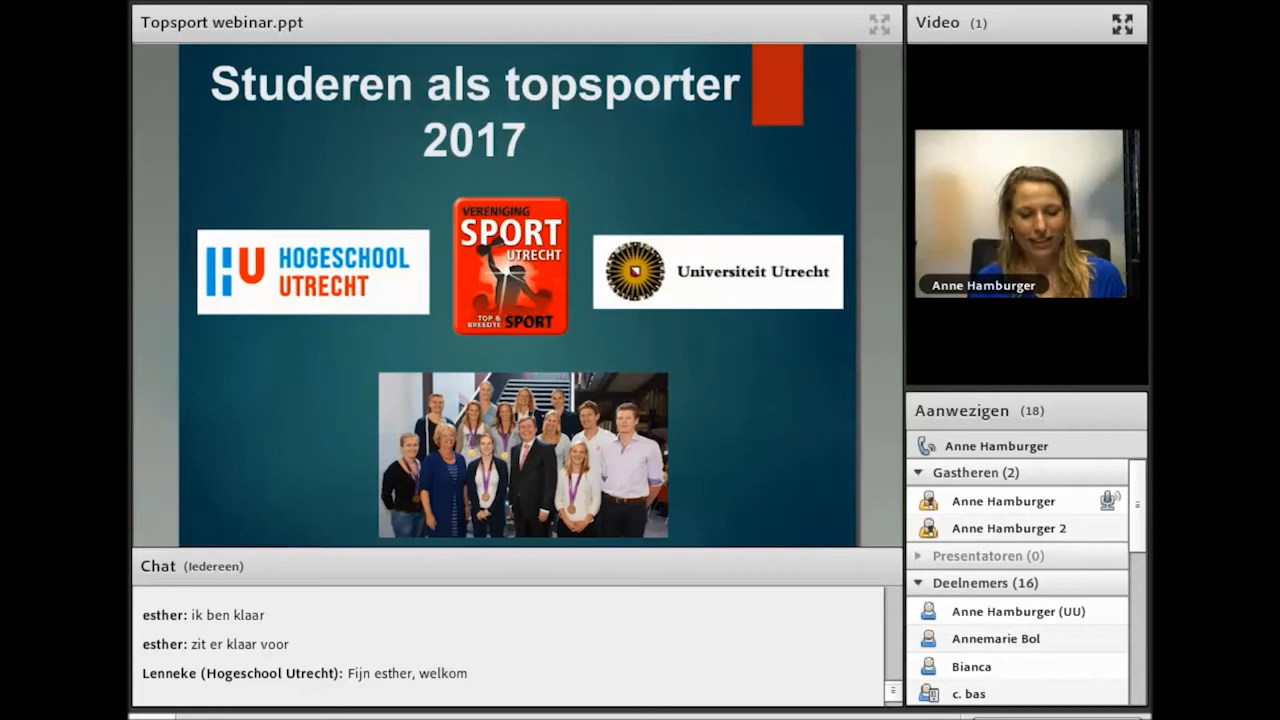 Topsport webinar.ppt
Studeren als topsporter
2017
HU HOGESCHOOL
UTRECHT
VERENIGING
SPORT
UTRECHT
TOP &
BREEDTE SPORT
Universiteit Utrecht
Chat (Iedereen)
esther: ik ben klaar
esther: zit er klaar voor
Lenneke (Hogeschool Utrecht): Fijn esther, welkom
Video (1)
Anne Hamburger
Aanwezigen (18)
Anne Hamburger
Gastheren (2)
Anne Hamburger
Anne Hamburger 2
Presentatoren (0)
Deelnemers (16)
Anne Hamburger (UU)
Annemarie Bol
Bianca
c. bas